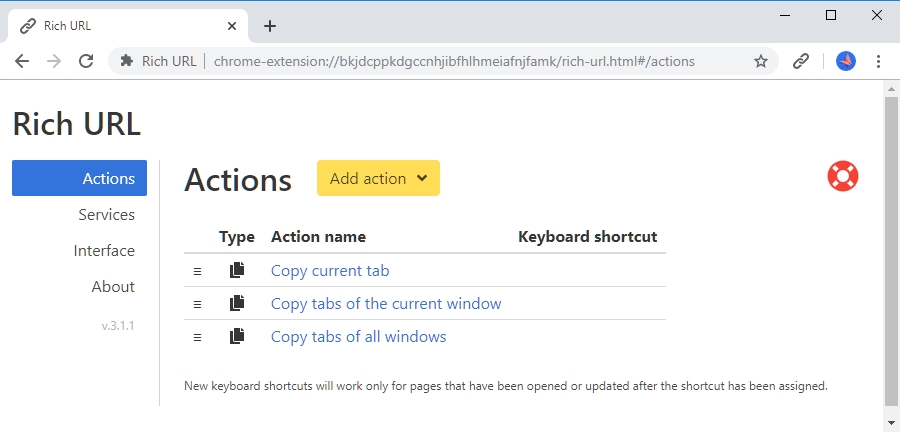 Rich URL
Rich URL chrome-extension://bkjdcppkdgccnhjibfhlhmeiafnjfamk/rich-url.html#/actions
Rich URL
Actions
Services
Interface
About
v.3.1.1
Actions Add action
Type Action name Keyboard shortcut
Copy current tab
Copy tabs of the current window
Copy tabs of all windows
New keyboard shortcuts will work only for pages that have been opened or updated after the shortcut has been assigned.